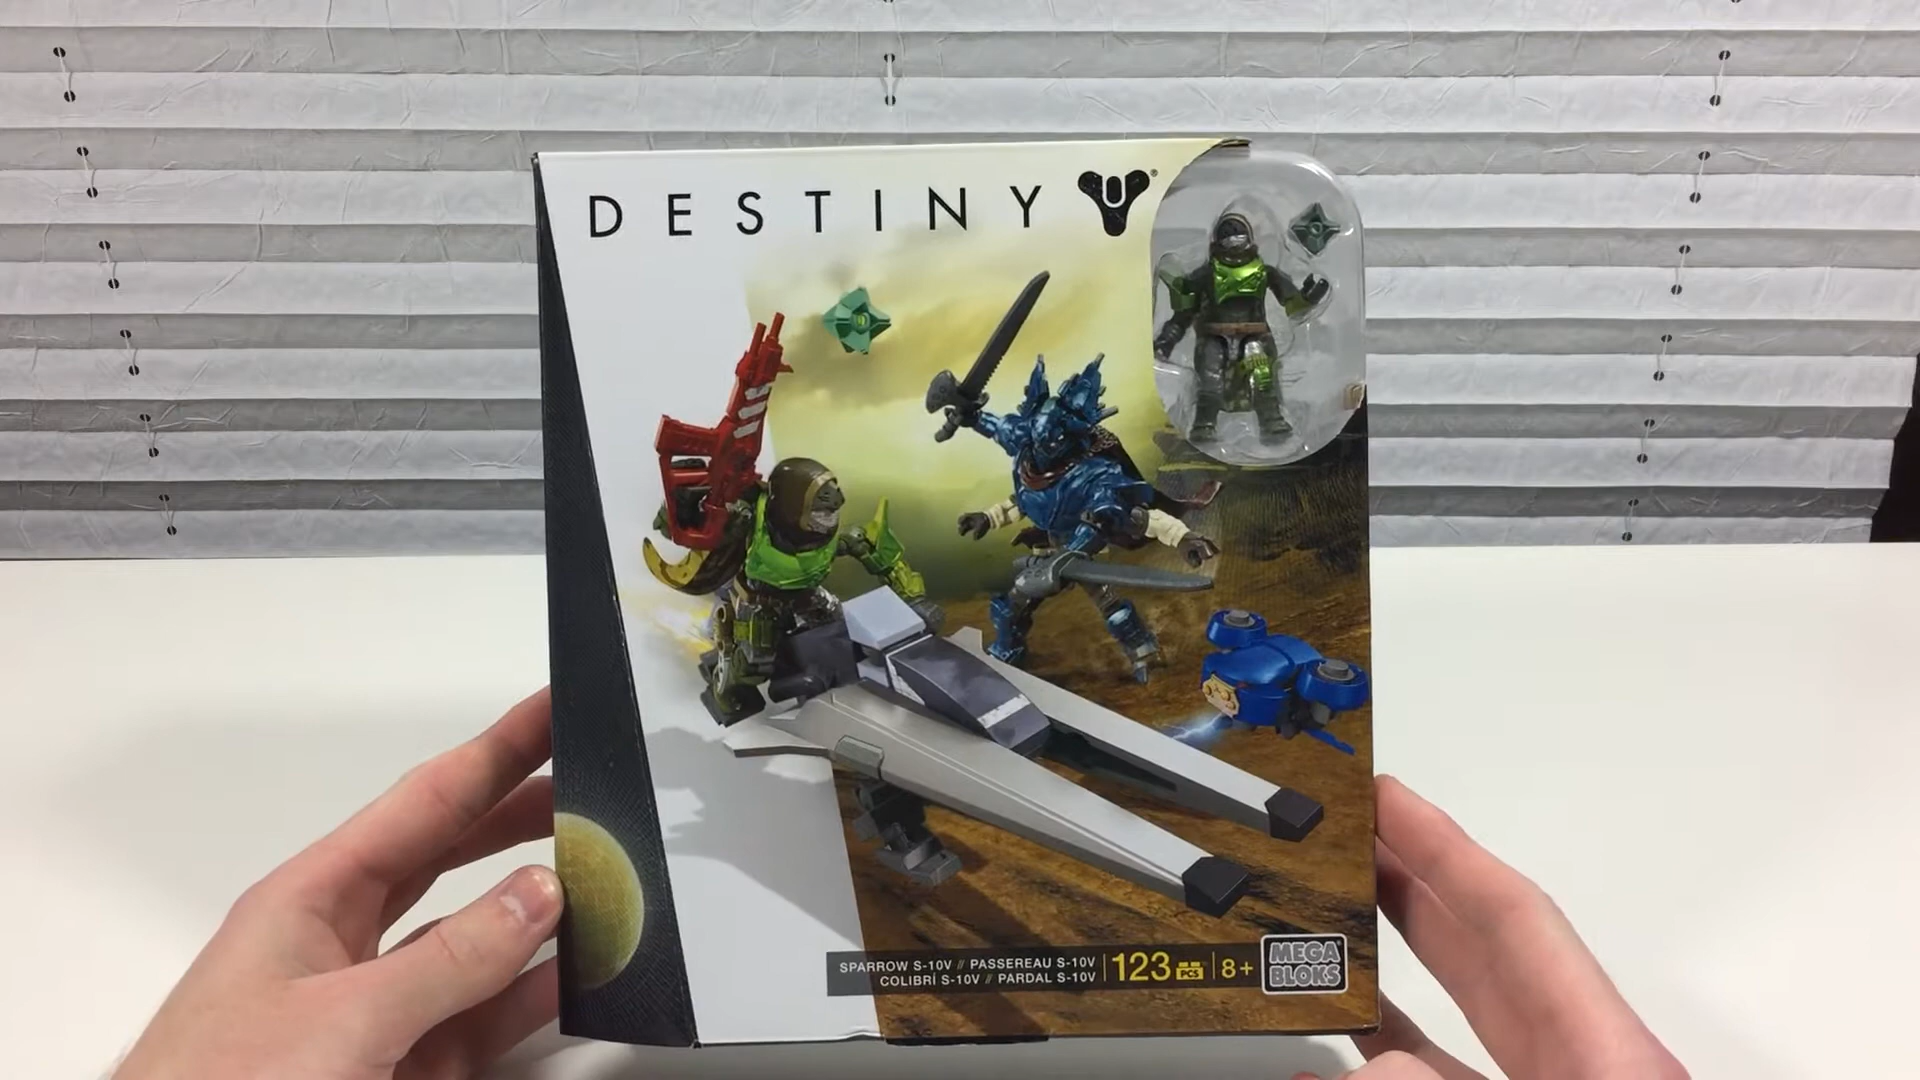 DESTINY
SPARROW S-10V // PASSEREAU S-10V
COLIBRÍ S-10V // PARDAL S-10V
123 PCS
8+
MEGA
BLOKS